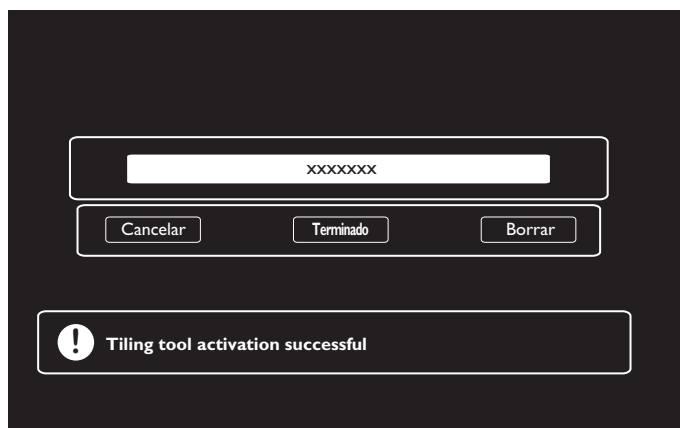 xxxxxxx
Cancelar Terminado Borrar
! Tiling tool activation successful